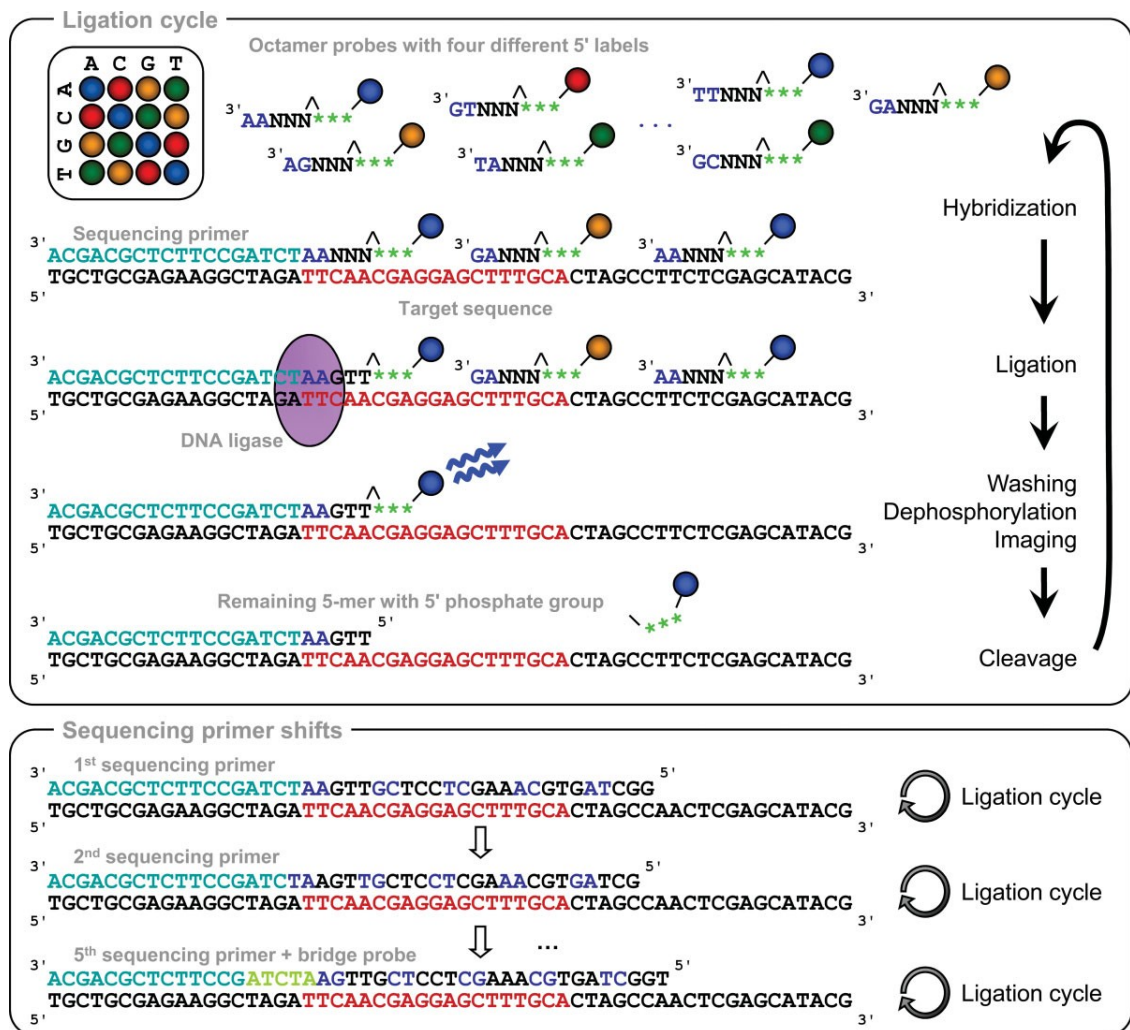 Ligation cycle
A C G T
A
C
G
T
Octamer probes with four different 5' labels
3' AANNN^***
3' GTNNN^***
3' TTNNN^***
3' GANNN^***
3' AGNNN^***
3' TANNN^***
...
3' GCNNN^***
Hybridization
Sequencing primer
3' ACGACGCTCTTCCGATCTAANNN^*** 3' GANNN^*** 3' AANNN^***
TGCTGCGAGAAGGCTAGATTCAACGAGGAGCTTTGCACTAGCCTTCTCGAGCATACG
5' 3'
Target sequence
Ligation
3' ACGACGCTCTTCCGATCTAAGTT^*** 3' GANNN^*** 3' AANNN^***
TGCTGCGAGAAGGCTAGATTCAACGAGGAGCTTTGCACTAGCCTTCTCGAGCATACG
5' 3'
DNA ligase
Washing
Dephosphorylation
Imaging
3' ACGACGCTCTTCCGATCTAAGTT^***
TGCTGCGAGAAGGCTAGATTCAACGAGGAGCTTTGCACTAGCCTTCTCGAGCATACG
5' 3'
Remaining 5-mer with 5' phosphate group
***
3' ACGACGCTCTTCCGATCTAAGTT 5'
TGCTGCGAGAAGGCTAGATTCAACGAGGAGCTTTGCACTAGCCTTCTCGAGCATACG
5' 3'
Cleavage
Sequencing primer shifts
1st sequencing primer
3' ACGACGCTCTTCCGATCTAAGTTGCTCCTCGAAACGTGATCGG 5'
TGCTGCGAGAAGGCTAGATTCAACGAGGAGCTTTGCACTAGCCAACTCGAGCATACG
5' 3'
Ligation cycle
2nd sequencing primer
3' ACGACGCTCTTCCGATCTAAGTTGCTCCTCGAAACGTGATCG 5'
TGCTGCGAGAAGGCTAGATTCAACGAGGAGCTTTGCACTAGCCAACTCGAGCATACG
5' 3'
Ligation cycle
...
5th sequencing primer + bridge probe
3' ACGACGCTCTTCCGATCTAAGTTGCTCCTCGAAACGTGATCGGT 5'
TGCTGCGAGAAGGCTAGATTCAACGAGGAGCTTTGCACTAGCCAACTCGAGCATACG
5' 3'
Ligation cycle